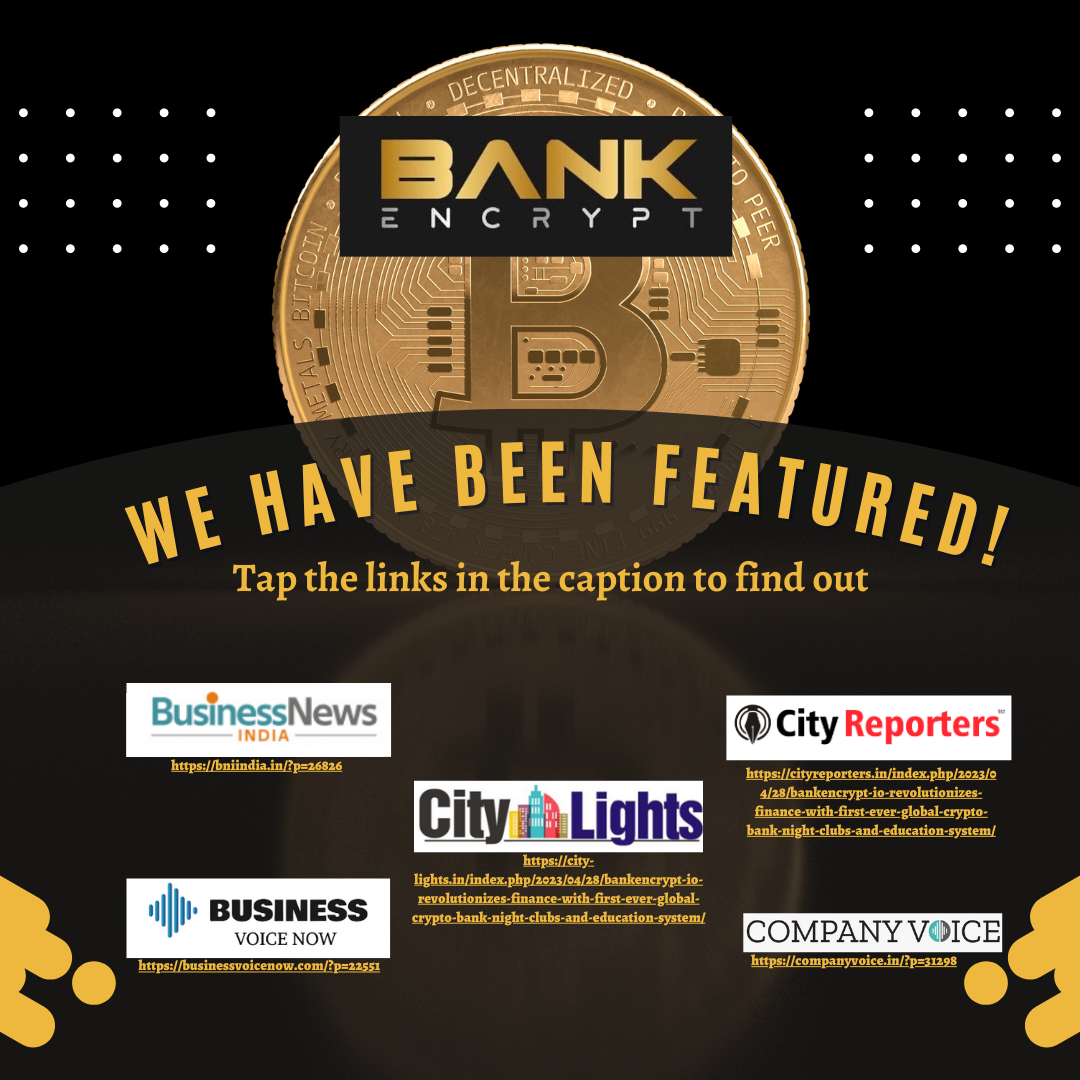 DECENTRALIZED
BANK
ENCRYPT
TO PEER
BITCOIN
METALS
WE HAVE BEEN FEATURED!
Tap the links in the caption to find out
BusinessNews
INDIA
https://bniindia.in/?p=26826
City Reporters
https://cityreporters.in/index.php/2023/0
4/28/bankencrypt-io-revolutionizes-
finance-with-first-ever-global-crypto-
bank-night-clubs-and-education-system/
City Lights
https://city-
lights.in/index.php/2023/04/28/bankencrypt-io-
revolutionizes-finance-with-first-ever-global-
crypto-bank-night-clubs-and-education-system/
BUSINESS
VOICE NOW
https://businessvoicenow.com/?p=22551
COMPANY VOICE
https://companyvoice.in/?p=31298